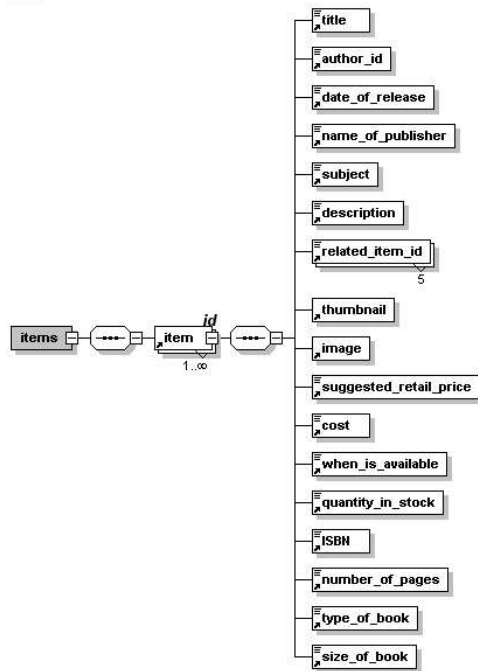 title
author_id
date_of_release
name_of_publisher
subject
description
related_item_id
5
id
items
item
1..∞
thumbnail
image
suggested_retail_price
cost
when_is_available
quantity_in_stock
ISBN
number_of_pages
type_of_book
size_of_book